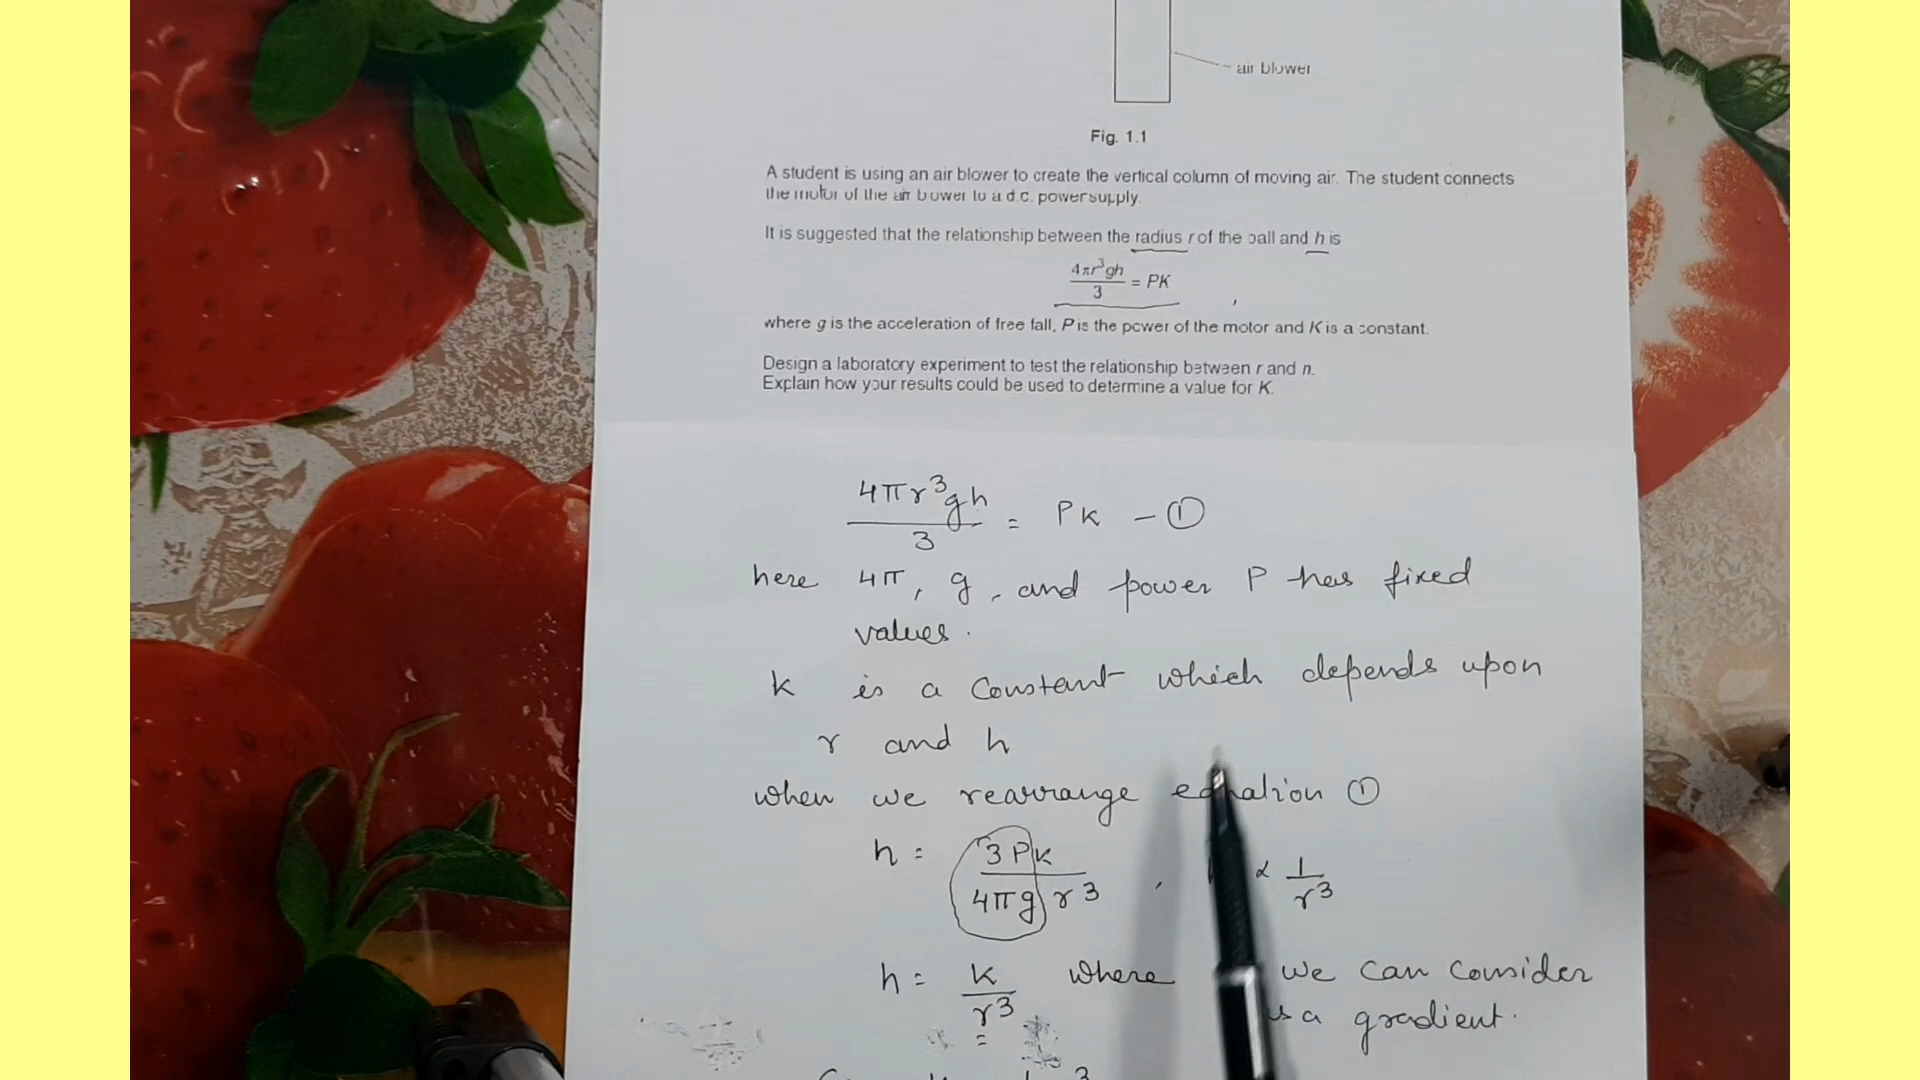 air blower
Fig. 1.1
A student is using an air blower to create the vertical column of moving air. The student connects
the motor of the air b ower to a d.c. power supply.
It is suggested that the relationship between the radius r of the ball and h is
4πr³gh
= PK
3
where g is the acceleration of free fall, P is the power of the motor and K is a constant.
Design a laboratory experiment to test the relationship between r and h.
Explain how your results could be used to determine a value for K.
4πr³gh
= PK - ①
3
here 4π, g, and power P has fixed
values.
K is a constant which depends upon
r and h
when we rearrange equation ①
h = 3PK
4πg r³ , ∝ 1
r³
h = K where we can consider
r³ a gradient.